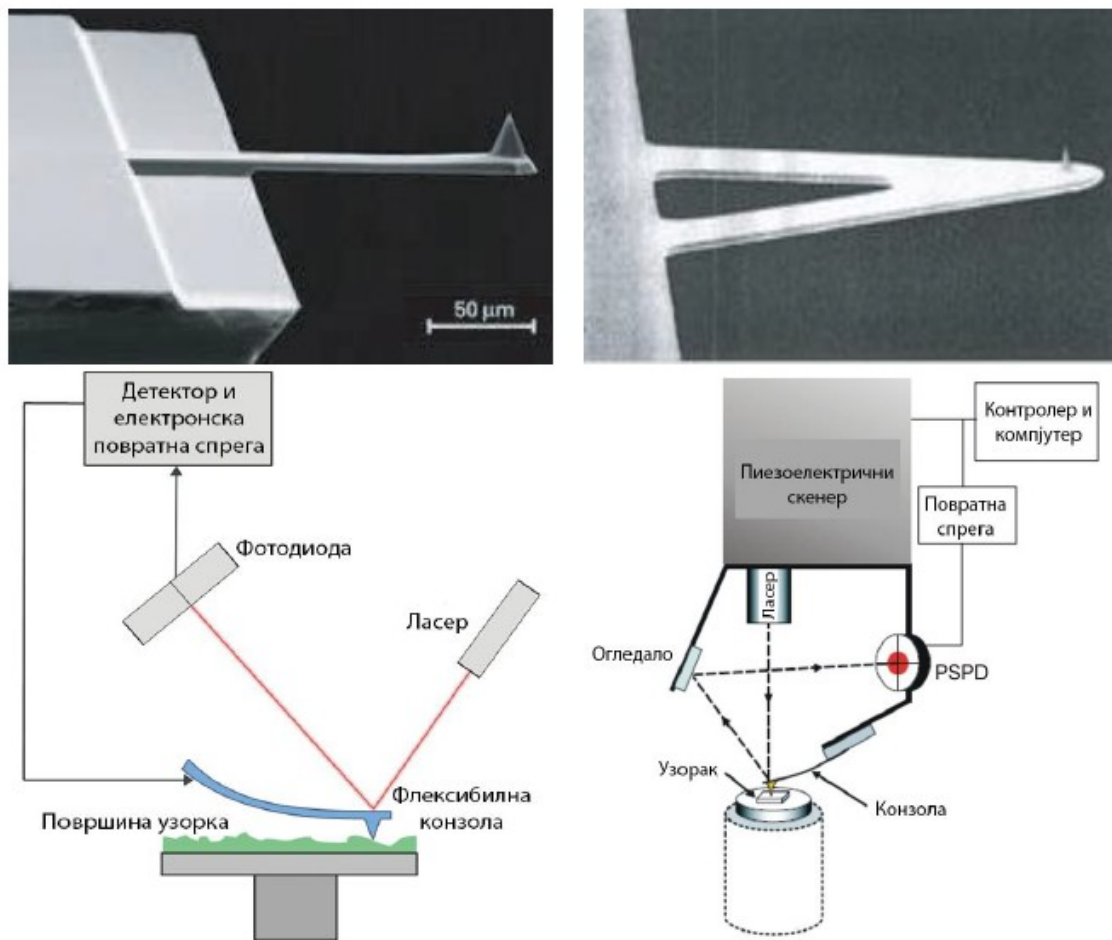 50 μm
Детектор и
електронска
повратна спрега
Фотодиода
Ласер
Флексибилна
конзола
Површина узорка
Контролер и
компјутер
Пиезоелектрични
скенер
Повратна
спрега
Ласер
Огледало
PSPD
Узорак
Конзола